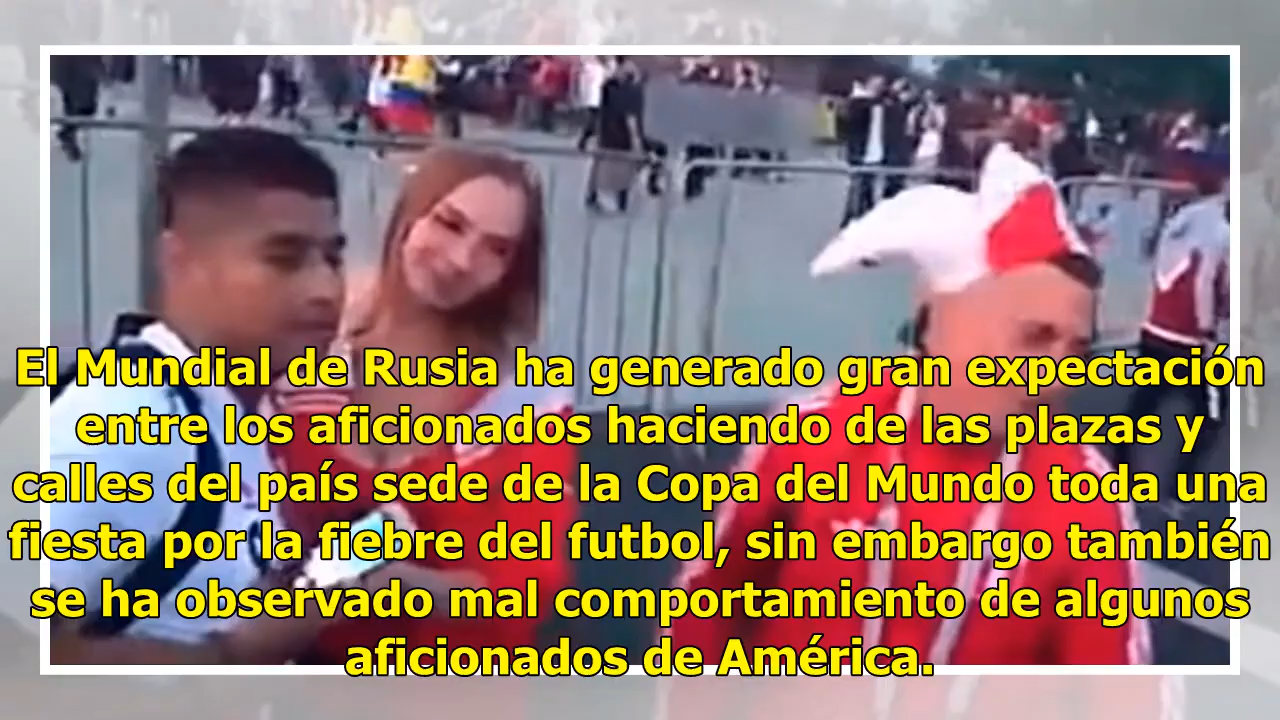 El Mundial de Rusia ha generado gran expectación
entre los aficionados haciendo de las plazas y
calles del país sede de la Copa del Mundo toda una
fiesta por la fiebre del futbol, sin embargo también
se ha observado mal comportamiento de algunos
aficionados de América.